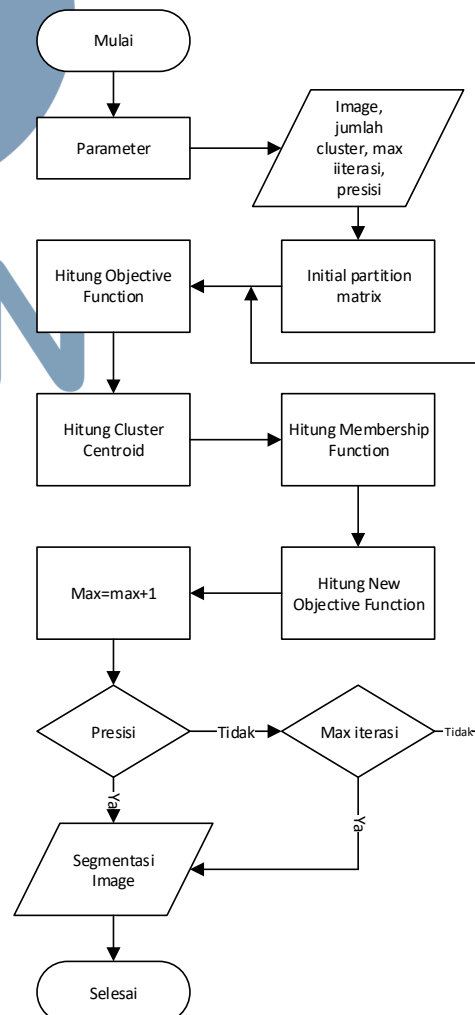 Mulai
Parameter
Image,
jumlah
cluster, max
iiterasi,
presisi
Initial partition
matrix
Hitung Objective
Function
Hitung Cluster
Centroid
Hitung Membership
Function
Hitung New
Objective Function
Max=max+1
Presisi
Tidak
Max iterasi
Tidak
Ya
Ya
Segmentasi
Image
Selesai